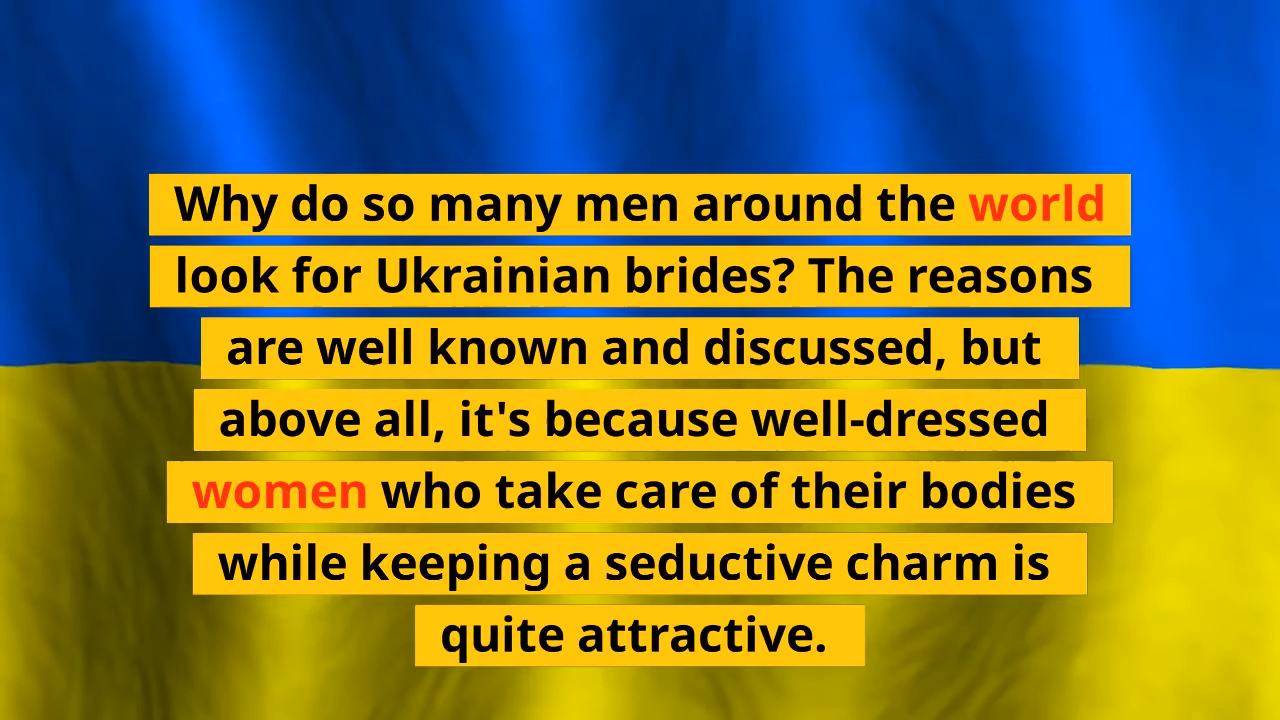 Why do so many men around the world
look for Ukrainian brides? The reasons
are well known and discussed, but
above all, it's because well-dressed
women who take care of their bodies
while keeping a seductive charm is
quite attractive.